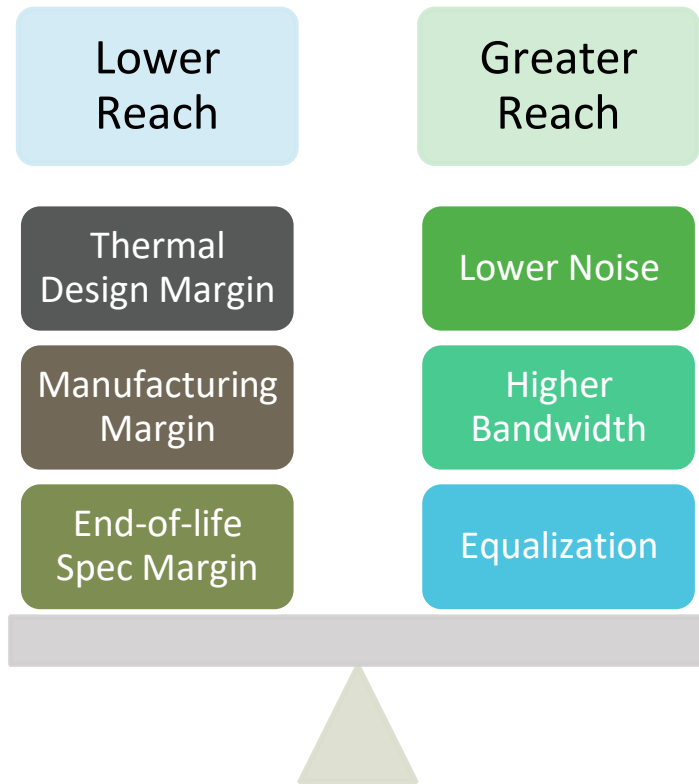 Lower
Reach
Greater
Reach
Thermal
Design Margin
Manufacturing
Margin
End-of-life
Spec Margin
Lower Noise
Higher
Bandwidth
Equalization